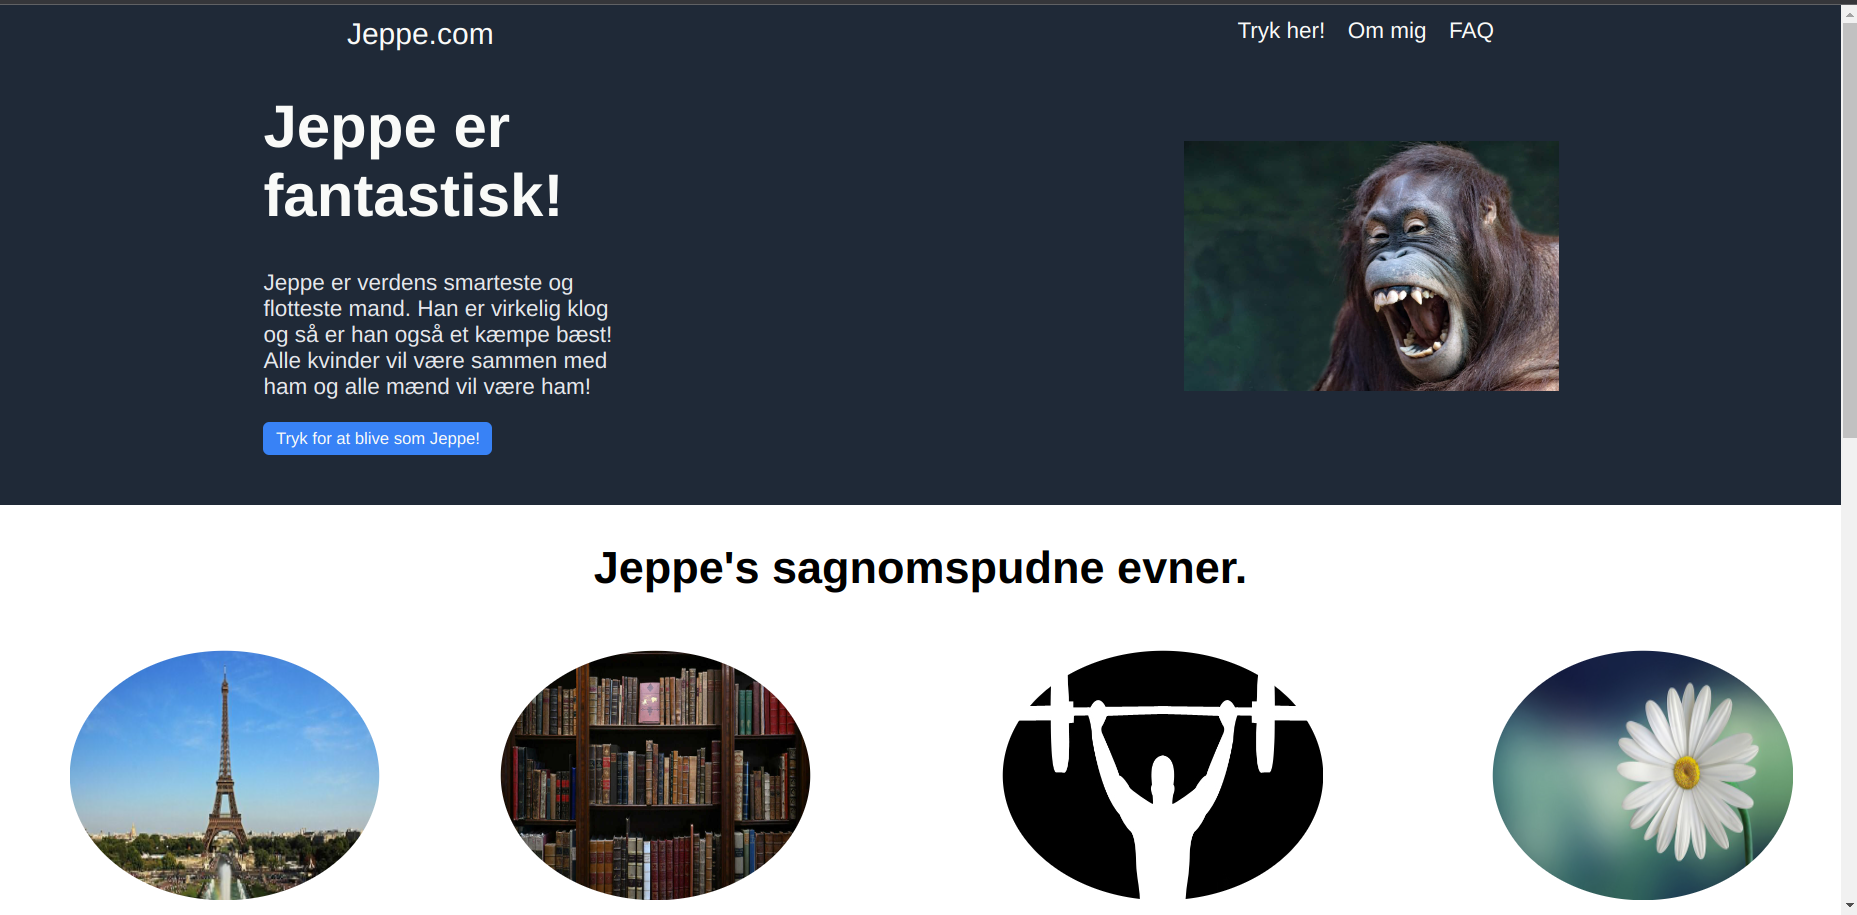 Jeppe.com
Tryk her! Om mig FAQ
Jeppe er
fantastisk!
Jeppe er verdens smarteste og
flotteste mand. Han er virkelig klog
og så er han også et kæmpe bæst!
Alle kvinder vil være sammen med
ham og alle mænd vil være ham!
Tryk for at blive som Jeppe!
Jeppe's sagnomspudne evner.